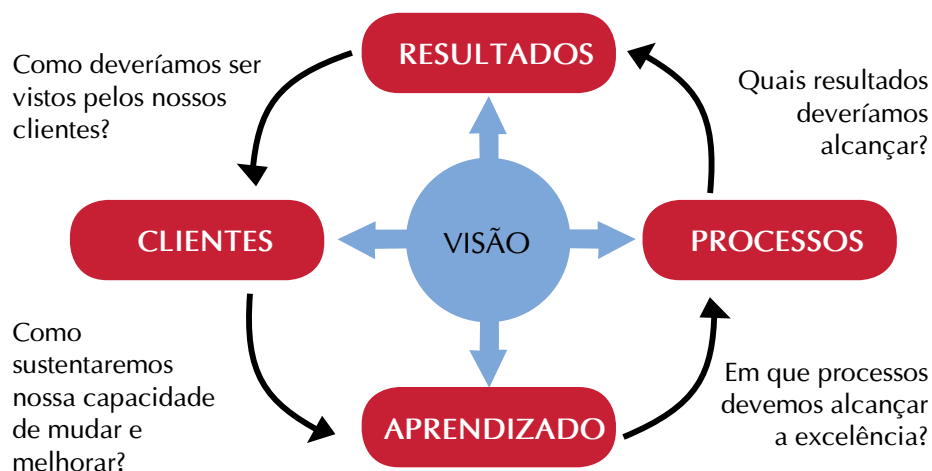 RESULTADOS
Como deveríamos ser
vistos pelos nossos
clientes?
Quais resultados
deveríamos
alcançar?
CLIENTES
VISÃO
PROCESSOS
Como
sustentaremos
nossa capacidade
de mudar e
melhorar?
APRENDIZADO
Em que processos
devemos alcançar
a excelência?